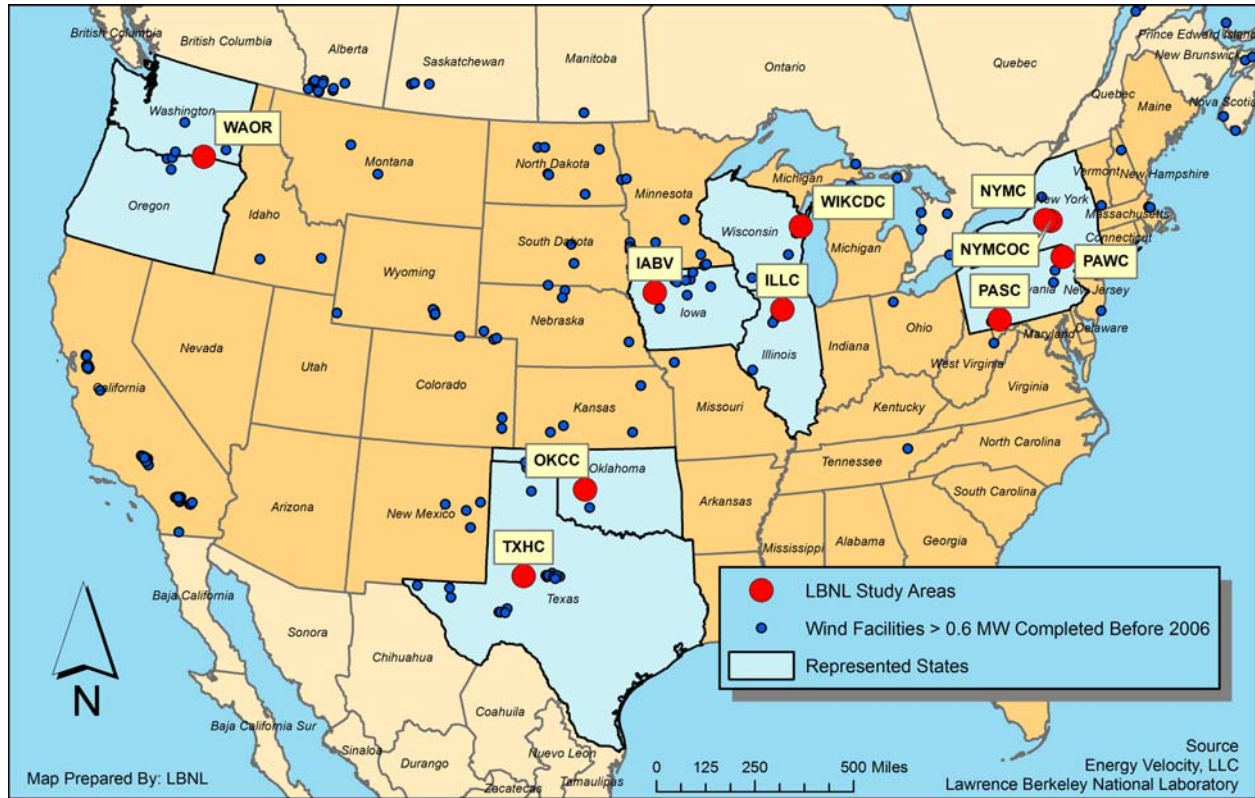 British Columbia
British Columbia
Alberta
Saskatchewan
Manitoba
Ontario
Quebec
Prince Edward Island
New Brunswick
Nova Scotia
Quebec
Maine
Washington
WAOR
Montana
North Dakota
Minnesota
Michigan
Vermont
New Hampshire
Oregon
Idaho
South Dakota
Wisconsin
WIKCDC
Michigan
NYMC
New York
Massachusetts
Connecticut
NYMCOC
PAWC
Wyoming
IABV
ILLC
PASC
vania
New Jersey
Nebraska
Iowa
Nevada
Utah
Illinois
Indiana
Ohio
Maryland
Delaware
West Virginia
California
Colorado
Kansas
Missouri
Kentucky
Virginia
OKCC
Oklahoma
Tennessee
North Carolina
Arizona
New Mexico
Arkansas
South Carolina
TXHC
Texas
Mississippi
Alabama
Georgia
Baja California
Sonora
Chihuahua
Coahuila
Baja California Sur
Sinaloa
Durango
Nuevo Leon
Tamaulipas
Zacatecas
LBNL Study Areas
Wind Facilities > 0.6 MW Completed Before 2006
Represented States
N
Map Prepared By: LBNL
0 125 250 500 Miles
Source
Energy Velocity, LLC
Lawrence Berkeley National Laboratory